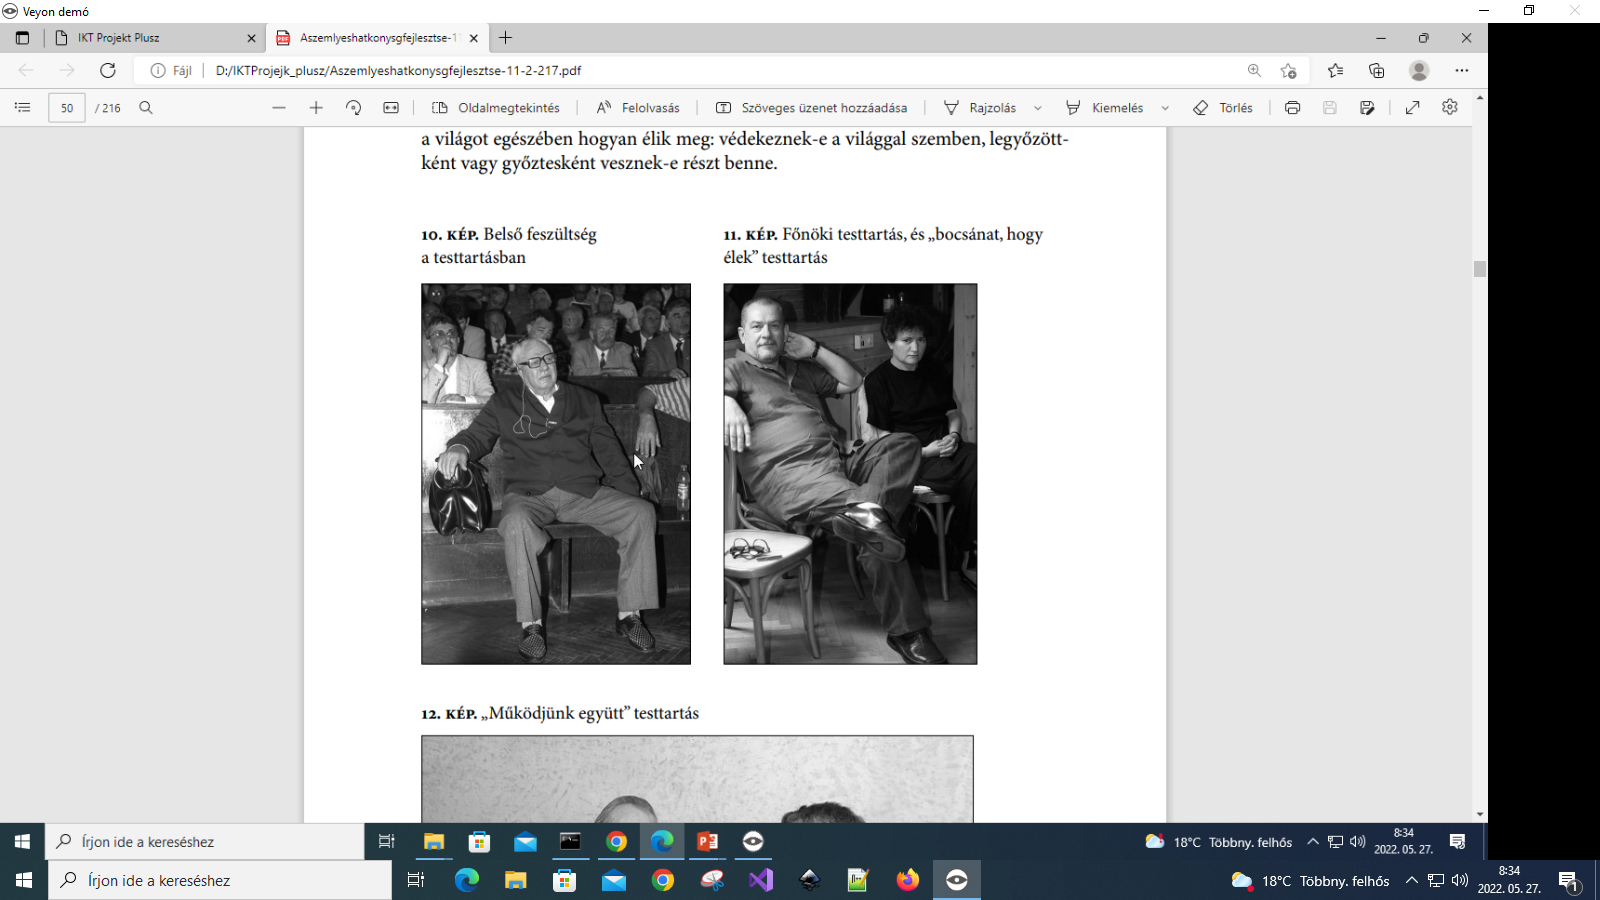 Veyon demó
IKT Projekt Plusz
Aszemlyeshatkonysgfejlesztse-1
Fájl
D:/IKTProjejk_plusz/Aszemlyeshatkonysgfejlesztse-11-2-217.pdf
50 / 216
Oldalmegtekintés
Felolvasás
Szöveges üzenet hozzáadása
Rajzolás
Kiemelés
Törlés
a világot egészében hogyan élik meg: védekeznek-e a világgal szemben, legyőzött-
ként vagy győztesként vesznek-e részt benne.
10. KÉP. Belső feszültség
a testtartásban
11. KÉP. Főnöki testtartás, és „bocsánat, hogy
élek” testtartás
12. KÉP. „Működjünk együtt” testtartás
Írjon ide a kereséshez
18°C Többny. felhős
8:34
2022. 05. 27.
Írjon ide a kereséshez
18°C Többny. felhős
8:34
2022. 05. 27.
1